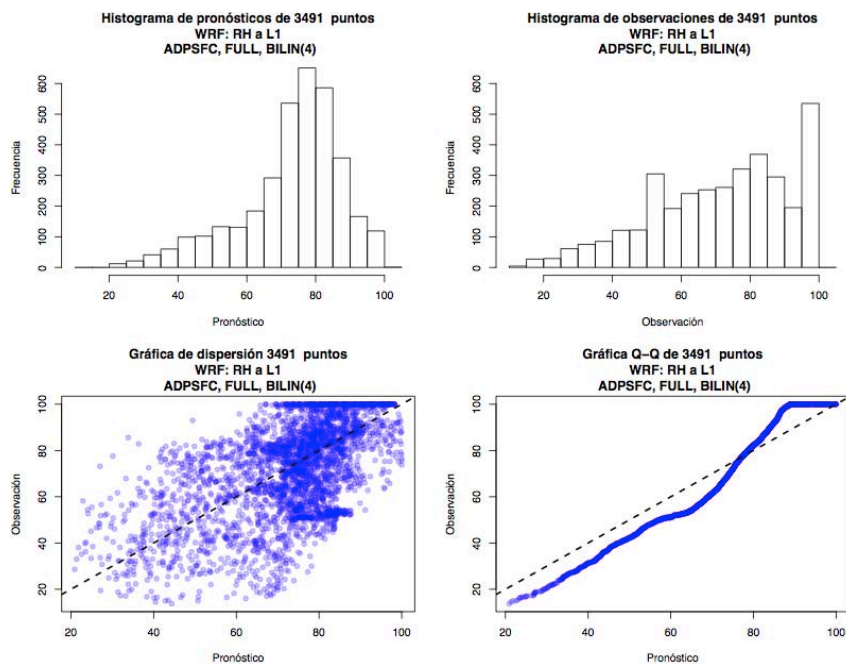 Histograma de pronósticos de 3491 puntos
WRF: RH a L1
ADPSFC, FULL, BILIN(4)
Frecuencia
0 100 200 300 400 500 600
20 40 60 80 100
Pronóstico
Histograma de observaciones de 3491 puntos
WRF: RH a L1
ADPSFC, FULL, BILIN(4)
Frecuencia
0 100 200 300 400 500 600
20 40 60 80 100
Observación
Gráfica de dispersión 3491 puntos
WRF: RH a L1
ADPSFC, FULL, BILIN(4)
Observación
20 40 60 80 100
20 40 60 80 100
Pronóstico
Gráfica Q−Q de 3491 puntos
WRF: RH a L1
ADPSFC, FULL, BILIN(4)
Observación
20 40 60 80 100
20 40 60 80 100
Pronóstico